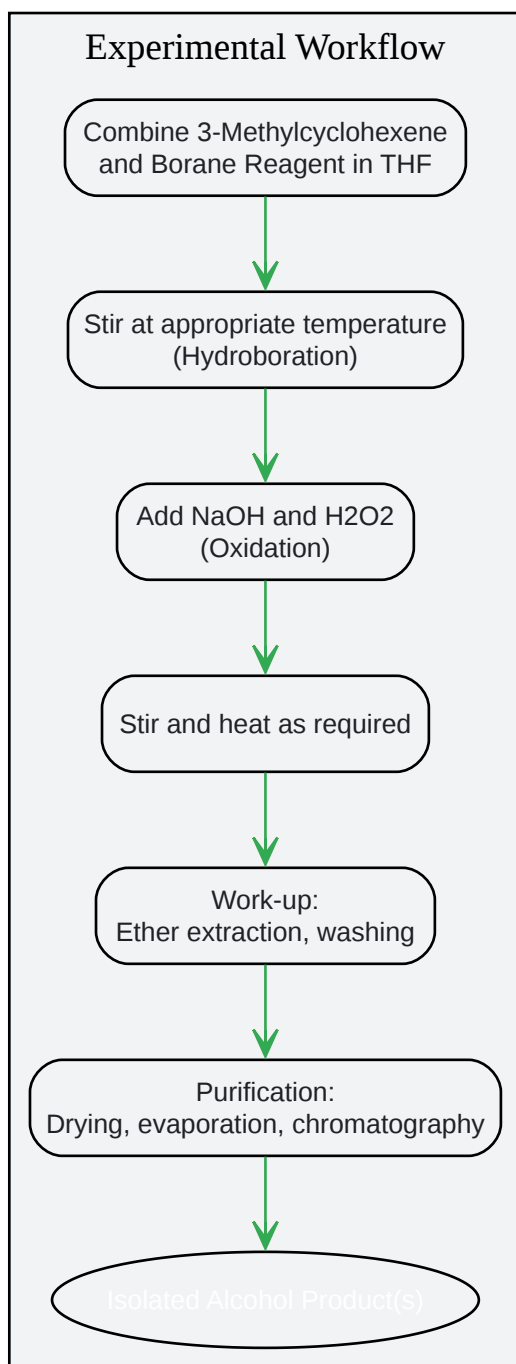 Experimental Workflow
Combine 3-Methylcyclohexene
and Borane Reagent in THF
Stir at appropriate temperature
(Hydroboration)
Add NaOH and H2O2
(Oxidation)
Stir and heat as required
Work-up:
Ether extraction, washing
Purification:
Drying, evaporation, chromatography
Isolated Alcohol Product(s)